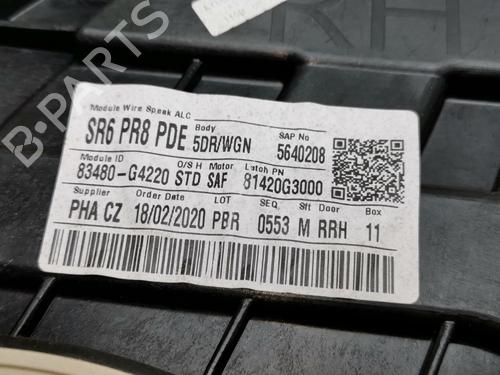 RH
Module Wire Speak ALC
SR6 PR8 PDE Body 5DR/WGN SAP No 5640208
Module ID O/S H Motor Latch PN
83480-G4220 STD SAF 81420G3000
Supplier Order Date LOT SEQ Sft Door Box
PHA CZ 18/02/2020 PBR 0553 M RRH 11
B-PARTS